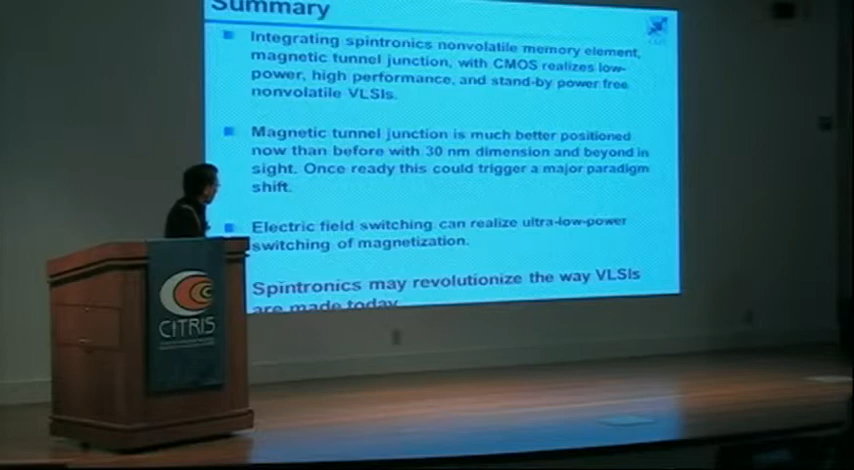 Summary
Integrating spintronics nonvolatile memory element,
magnetic tunnel junction, with CMOS realizes low-
power, high performance, and stand-by power free
nonvolatile VLSIs.
Magnetic tunnel junction is much better positioned
now than before with 30 nm dimension and beyond in
sight. Once ready this could trigger a major paradigm
shift.
Electric field switching can realize ultra-low-power
switching of magnetization.
Spintronics may revolutionize the way VLSIs
are made today
CITRIS